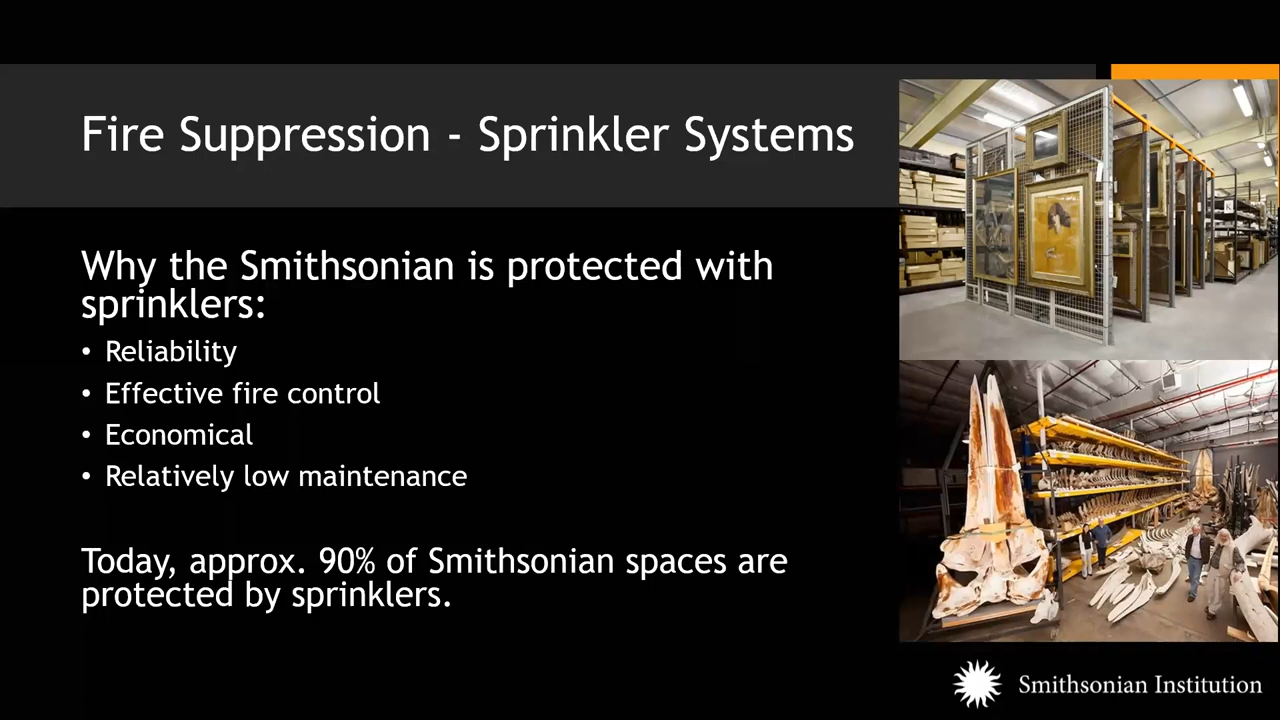 Fire Suppression - Sprinkler Systems
Why the Smithsonian is protected with
sprinklers:
• Reliability
• Effective fire control
• Economical
• Relatively low maintenance
Today, approx. 90% of Smithsonian spaces are
protected by sprinklers.
Smithsonian Institution